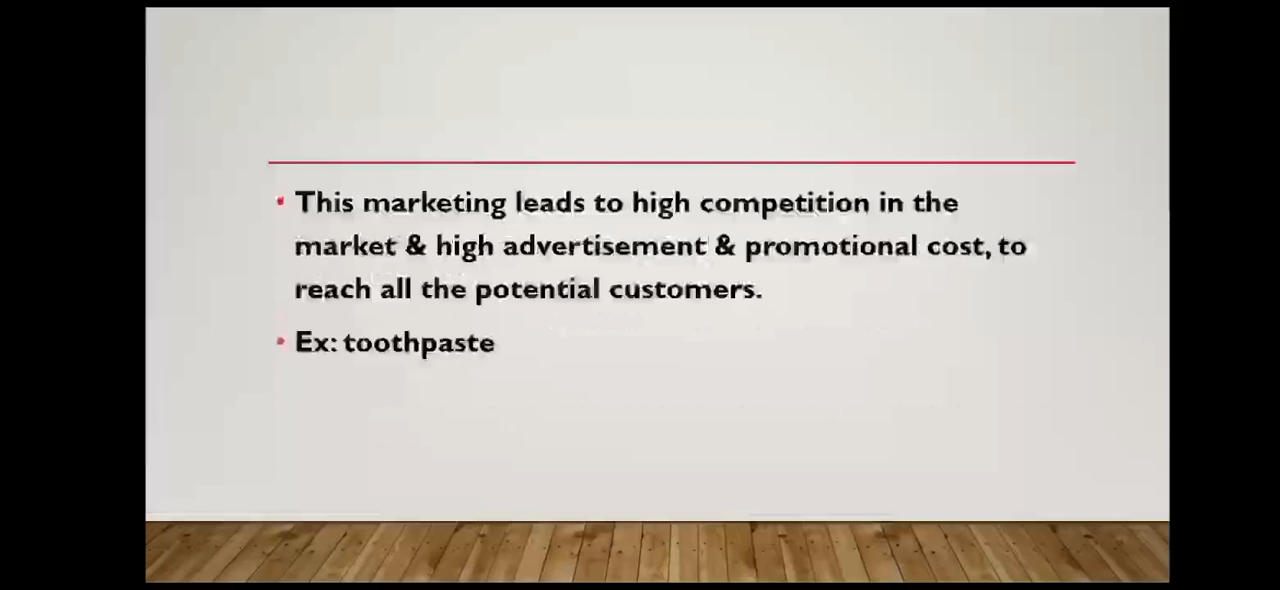 • This marketing leads to high competition in the
market & high advertisement & promotional cost, to
reach all the potential customers.
• Ex: toothpaste